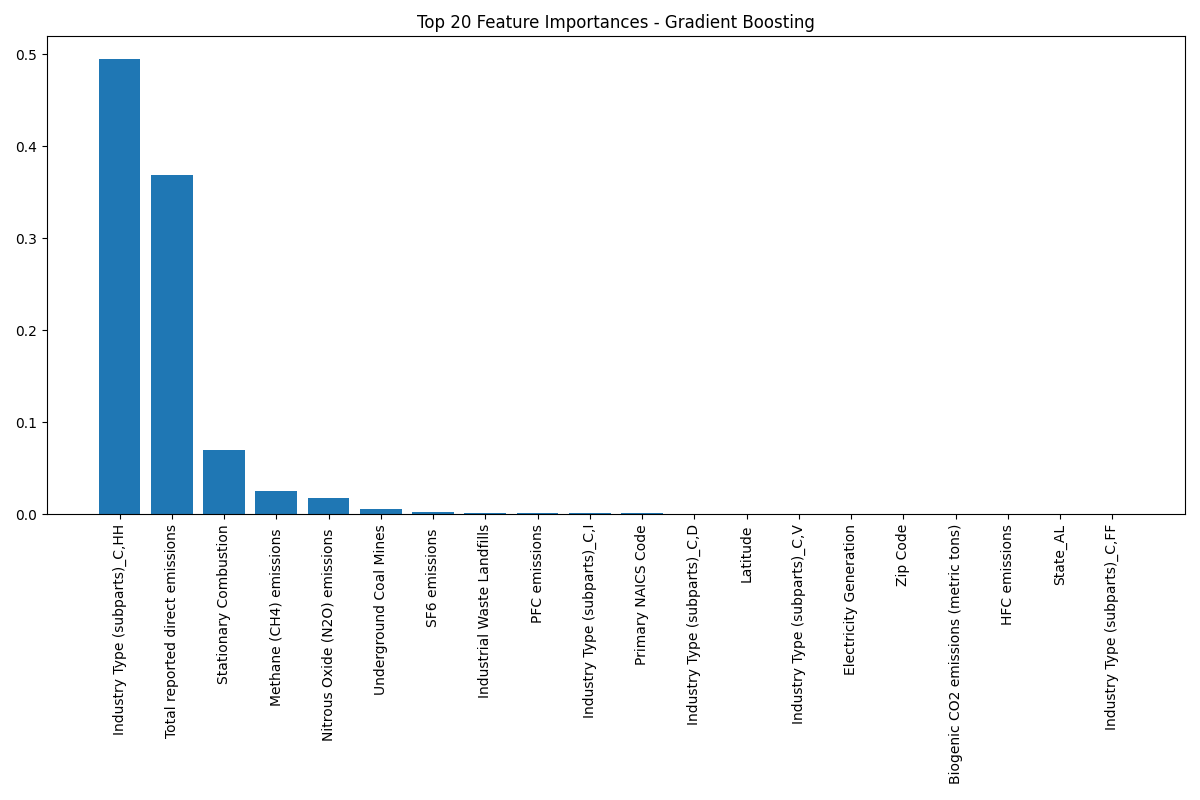 Top 20 Feature Importances - Gradient Boosting
0.5
0.4
0.3
0.2
0.1
0.0
Industry Type (subparts)_C,HH
Total reported direct emissions
Stationary Combustion
Methane (CH4) emissions
Nitrous Oxide (N2O) emissions
Underground Coal Mines
SF6 emissions
Industrial Waste Landfills
PFC emissions
Industry Type (subparts)_C,I
Primary NAICS Code
Industry Type (subparts)_C,D
Latitude
Industry Type (subparts)_C,V
Electricity Generation
Zip Code
Biogenic CO2 emissions (metric tons)
HFC emissions
State_AL
Industry Type (subparts)_C,FF